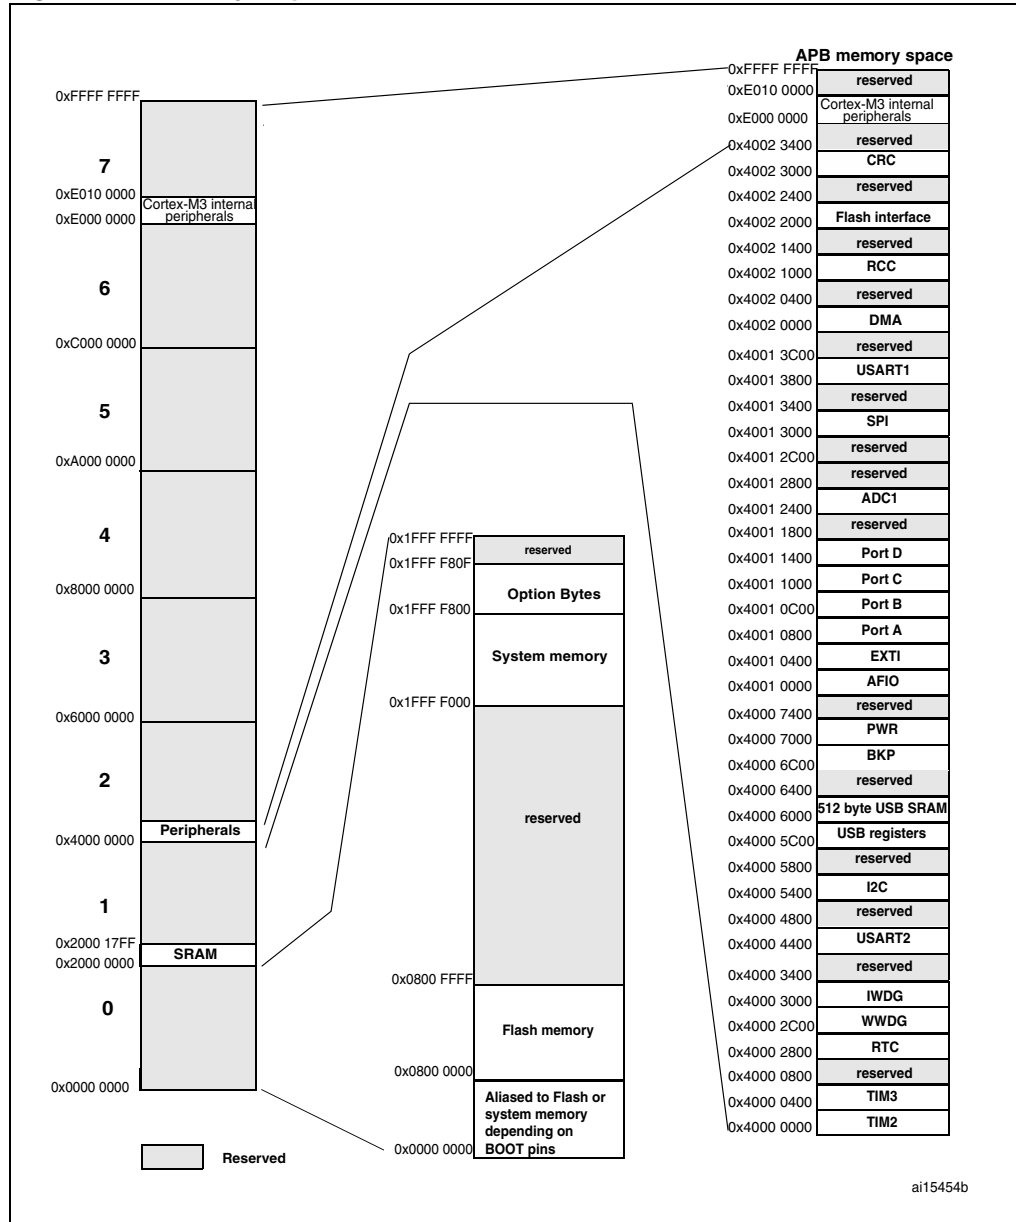 0xFFFF FFFF
7
0xE010 0000
Cortex-M3 internal
peripherals
0xE000 0000
6
0xC000 0000
5
0xA000 0000
4
0x8000 0000
3
0x6000 0000
2
Peripherals
0x4000 0000
1
0x2000 17FF
SRAM
0x2000 0000
0
0x0000 0000
Reserved
0x1FFF FFFF
reserved
0x1FFF F80F
Option Bytes
0x1FFF F800
System memory
0x1FFF F000
reserved
0x0800 FFFF
Flash memory
0x0800 0000
Aliased to Flash or
system memory
depending on
BOOT pins
0x0000 0000
APB memory space
0xFFFF FFFF
reserved
0xE010 0000
Cortex-M3 internal
peripherals
0xE000 0000
reserved
0x4002 3400
CRC
0x4002 3000
reserved
0x4002 2400
Flash interface
0x4002 2000
reserved
0x4002 1400
RCC
0x4002 1000
reserved
0x4002 0400
DMA
0x4002 0000
reserved
0x4001 3C00
USART1
0x4001 3800
reserved
0x4001 3400
SPI
0x4001 3000
reserved
0x4001 2C00
reserved
0x4001 2800
ADC1
0x4001 2400
reserved
0x4001 1800
Port D
0x4001 1400
Port C
0x4001 1000
Port B
0x4001 0C00
Port A
0x4001 0800
EXTI
0x4001 0400
AFIO
0x4001 0000
reserved
0x4000 7400
PWR
0x4000 7000
BKP
0x4000 6C00
reserved
0x4000 6400
512 byte USB SRAM
0x4000 6000
USB registers
0x4000 5C00
reserved
0x4000 5800
I2C
0x4000 5400
reserved
0x4000 4800
USART2
0x4000 4400
reserved
0x4000 3400
IWDG
0x4000 3000
WWDG
0x4000 2C00
RTC
0x4000 2800
reserved
0x4000 0800
TIM3
0x4000 0400
TIM2
0x4000 0000
ai15454b